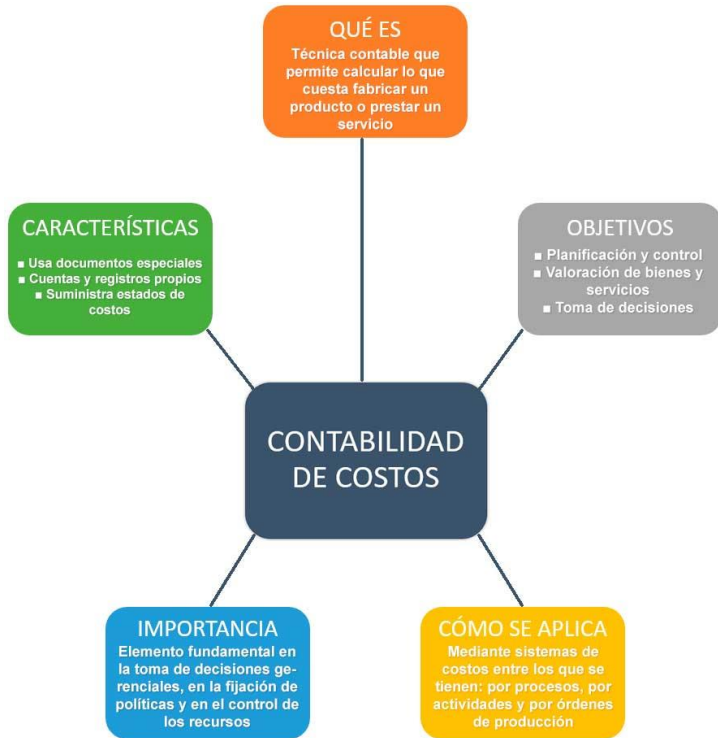 QUÉ ES
Técnica contable que
permite calcular lo que
cuesta fabricar un
producto o prestar un
servicio
CARACTERÍSTICAS
■ Usa documentos especiales
■ Cuentas y registros propios
■ Suministra estados de
costos
OBJETIVOS
■ Planificación y control
■ Valoración de bienes y
servicios
■ Toma de decisiones
CONTABILIDAD
DE COSTOS
IMPORTANCIA
Elemento fundamental en
la toma de decisiones ge-
renciales, en la fijación de
políticas y en el control de
los recursos
CÓMO SE APLICA
Mediante sistemas de
costos entre los que se
tienen: por procesos, por
actividades y por órdenes
de producción